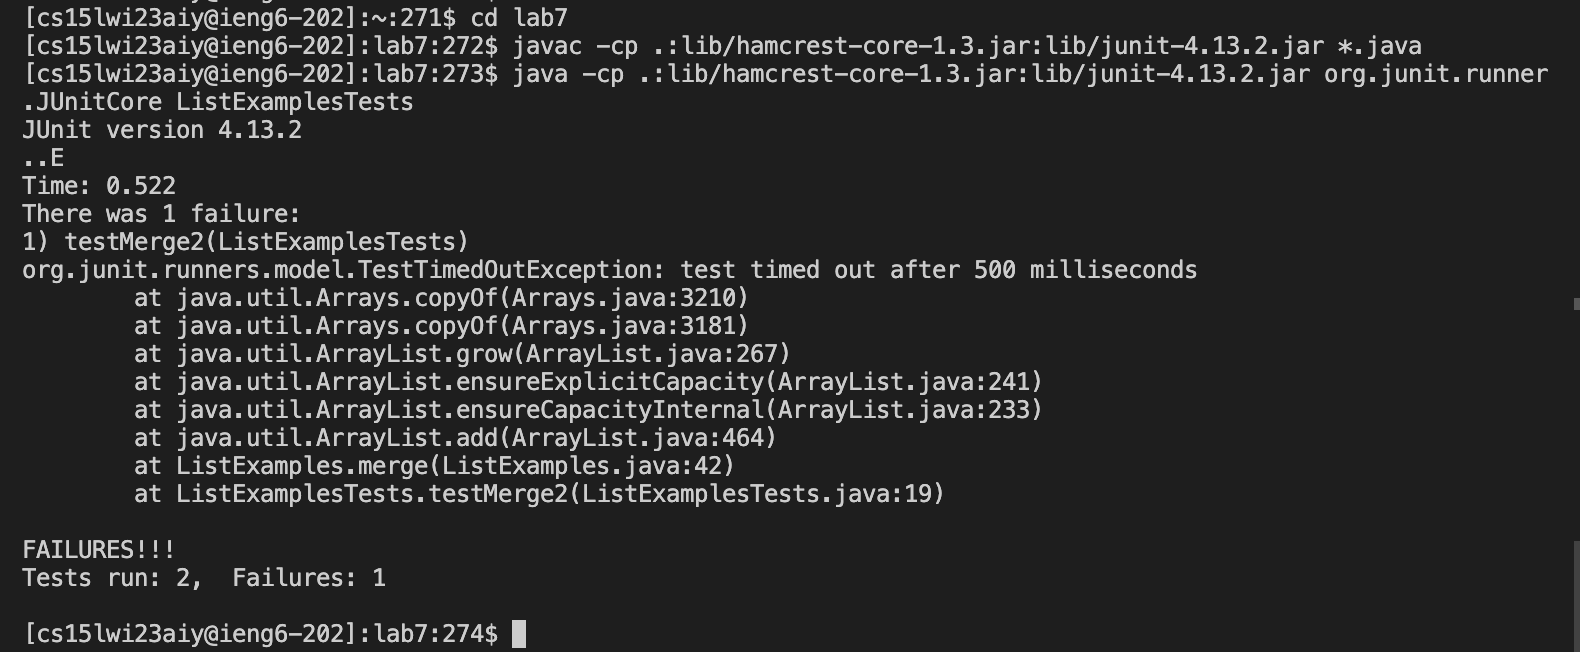 [cs15lwi23aiy@ieng6-202]:~:271$ cd lab7
[cs15lwi23aiy@ieng6-202]:lab7:272$ javac -cp .:lib/hamcrest-core-1.3.jar:lib/junit-4.13.2.jar *.java
[cs15lwi23aiy@ieng6-202]:lab7:273$ java -cp .:lib/hamcrest-core-1.3.jar:lib/junit-4.13.2.jar org.junit.runner
.JUnitCore ListExamplesTests
JUnit version 4.13.2
..E
Time: 0.522
There was 1 failure:
1) testMerge2(ListExamplesTests)
org.junit.runners.model.TestTimedOutException: test timed out after 500 milliseconds
        at java.util.Arrays.copyOf(Arrays.java:3210)
        at java.util.Arrays.copyOf(Arrays.java:3181)
        at java.util.ArrayList.grow(ArrayList.java:267)
        at java.util.ArrayList.ensureExplicitCapacity(ArrayList.java:241)
        at java.util.ArrayList.ensureCapacityInternal(ArrayList.java:233)
        at java.util.ArrayList.add(ArrayList.java:464)
        at ListExamples.merge(ListExamples.java:42)
        at ListExamplesTests.testMerge2(ListExamplesTests.java:19)

FAILURES!!!
Tests run: 2,  Failures: 1

[cs15lwi23aiy@ieng6-202]:lab7:274$